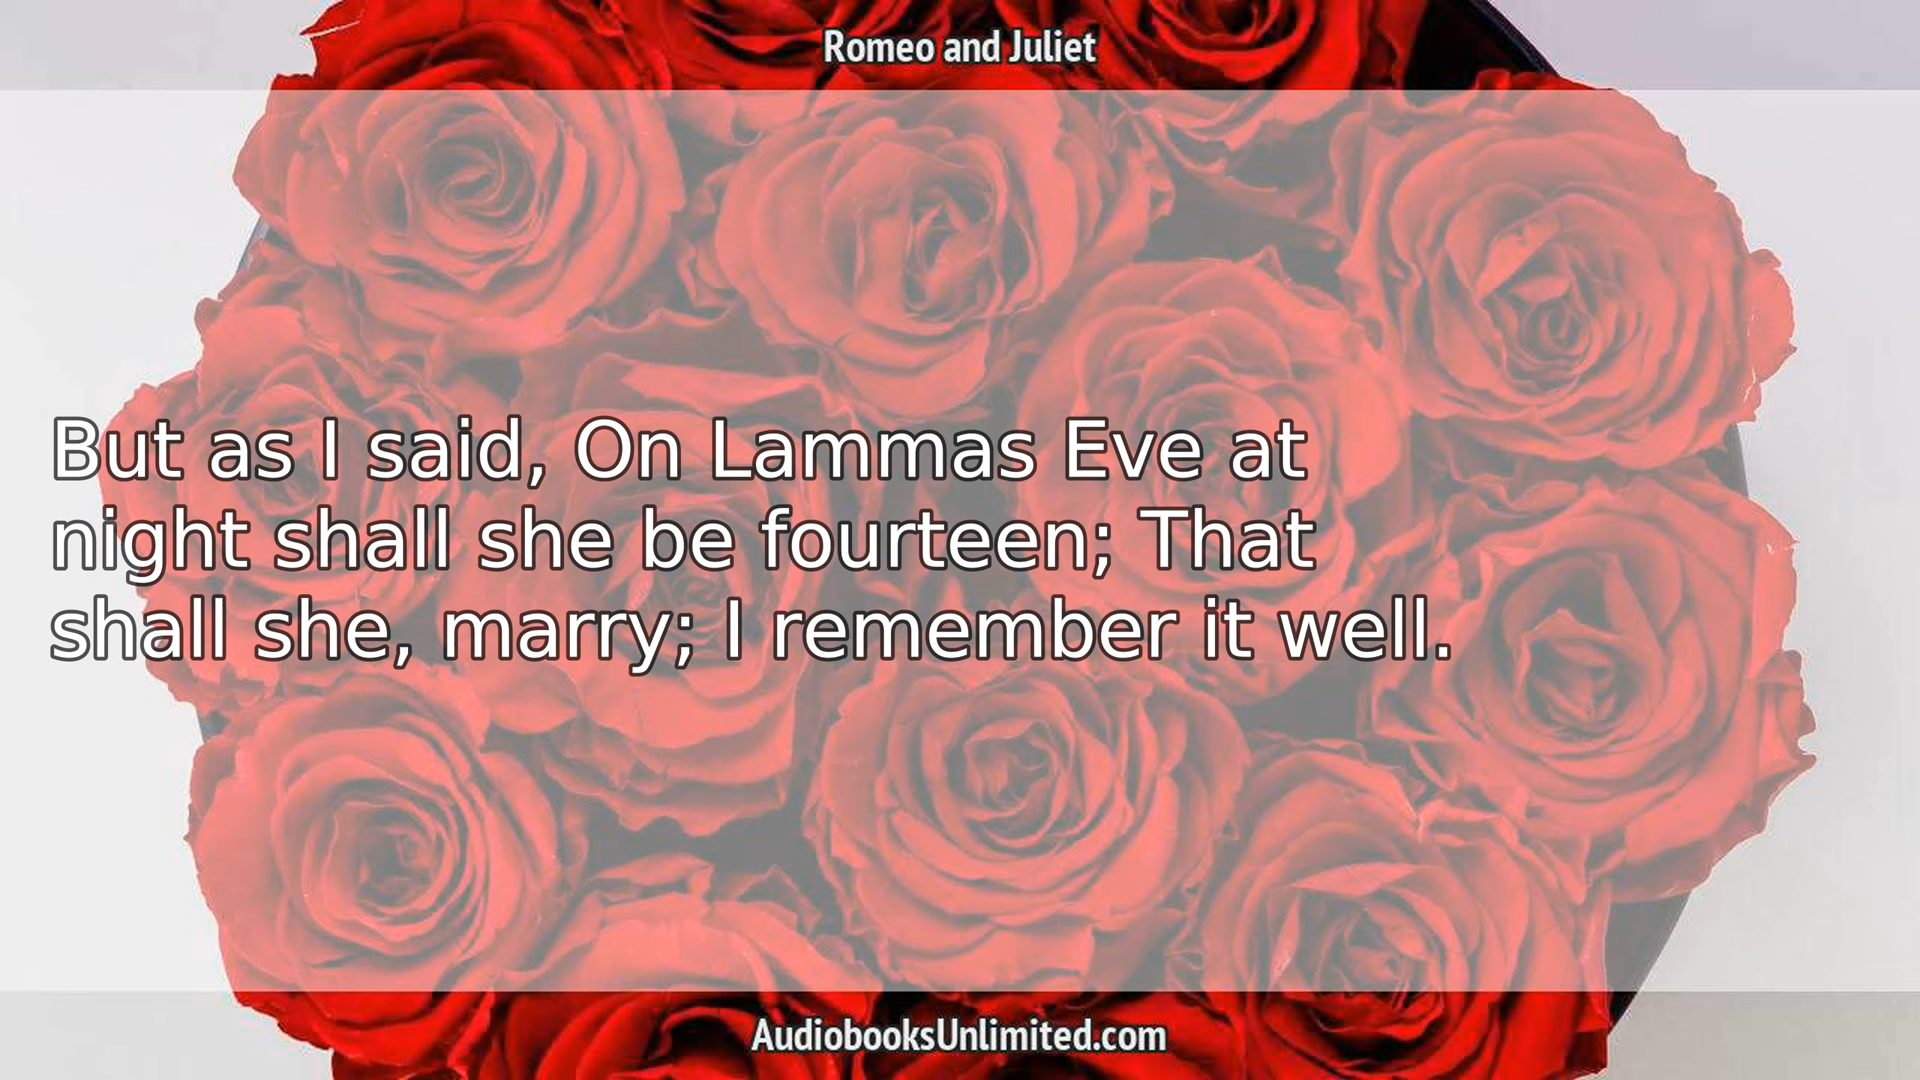 Romeo and Juliet
But as I said, On Lammas Eve at
night shall she be fourteen; That
shall she, marry; I remember it well.
AudiobooksUnlimited.com